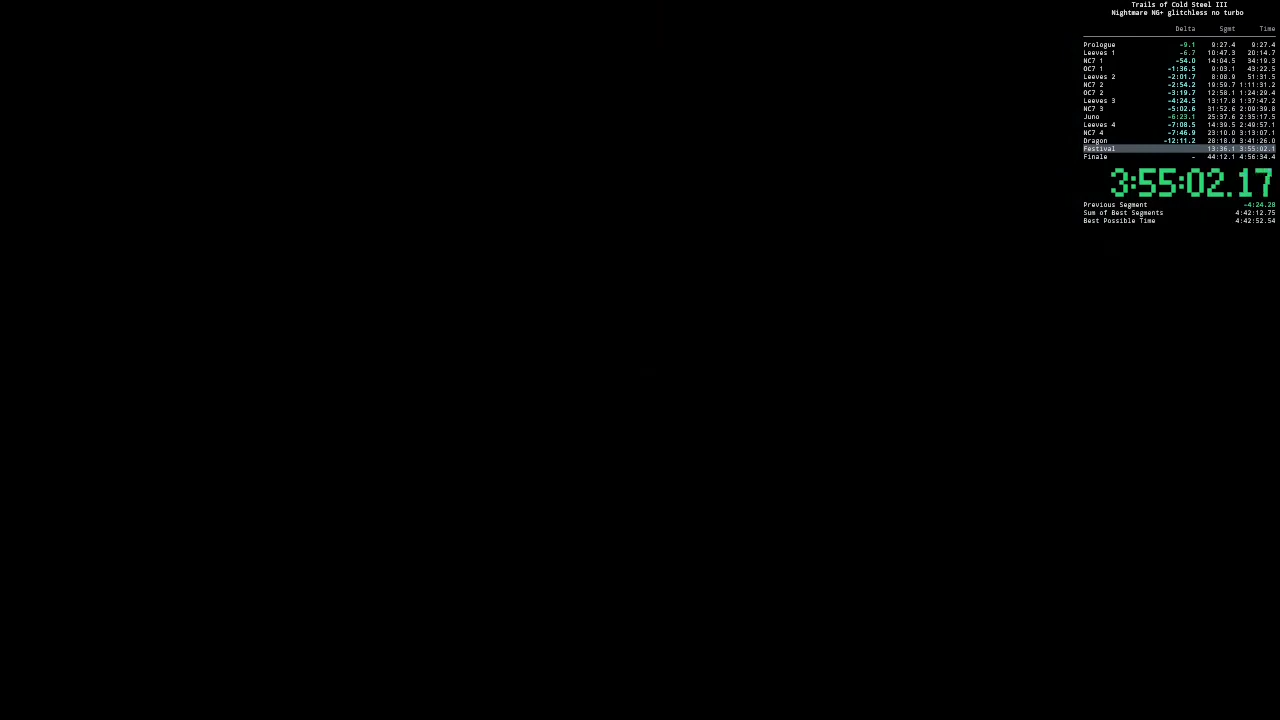 Trails of Cold Steel III
Nightmare NG+ glitchless no turbo
Delta Sgmt Time
Prologue -9.1 9:27.4 9:27.4
Leeves 1 -6.7 10:47.3 20:14.7
NC7 1 -54.0 14:04.5 34:19.3
OC7 1 -1:36.5 9:03.1 43:22.5
Leeves 2 -2:01.7 8:08.9 51:31.5
NC7 2 -2:54.2 19:59.7 1:11:31.2
OC7 2 -3:19.7 12:58.1 1:24:29.4
Leeves 3 -4:24.5 13:17.8 1:37:47.2
NC7 3 -5:02.6 31:52.6 2:09:39.8
Juno -6:23.1 25:37.6 2:35:17.5
Leeves 4 -7:08.5 14:39.5 2:49:57.1
NC7 4 -7:46.9 23:10.0 3:13:07.1
Dragon -12:11.2 28:18.9 3:41:26.0
Festival 13:36.1 3:55:02.1
Finale - 44:12.1 4:56:34.4
3:55:02.17
Previous Segment -4:24.28
Sum of Best Segments 4:42:12.75
Best Possible Time 4:42:52.54